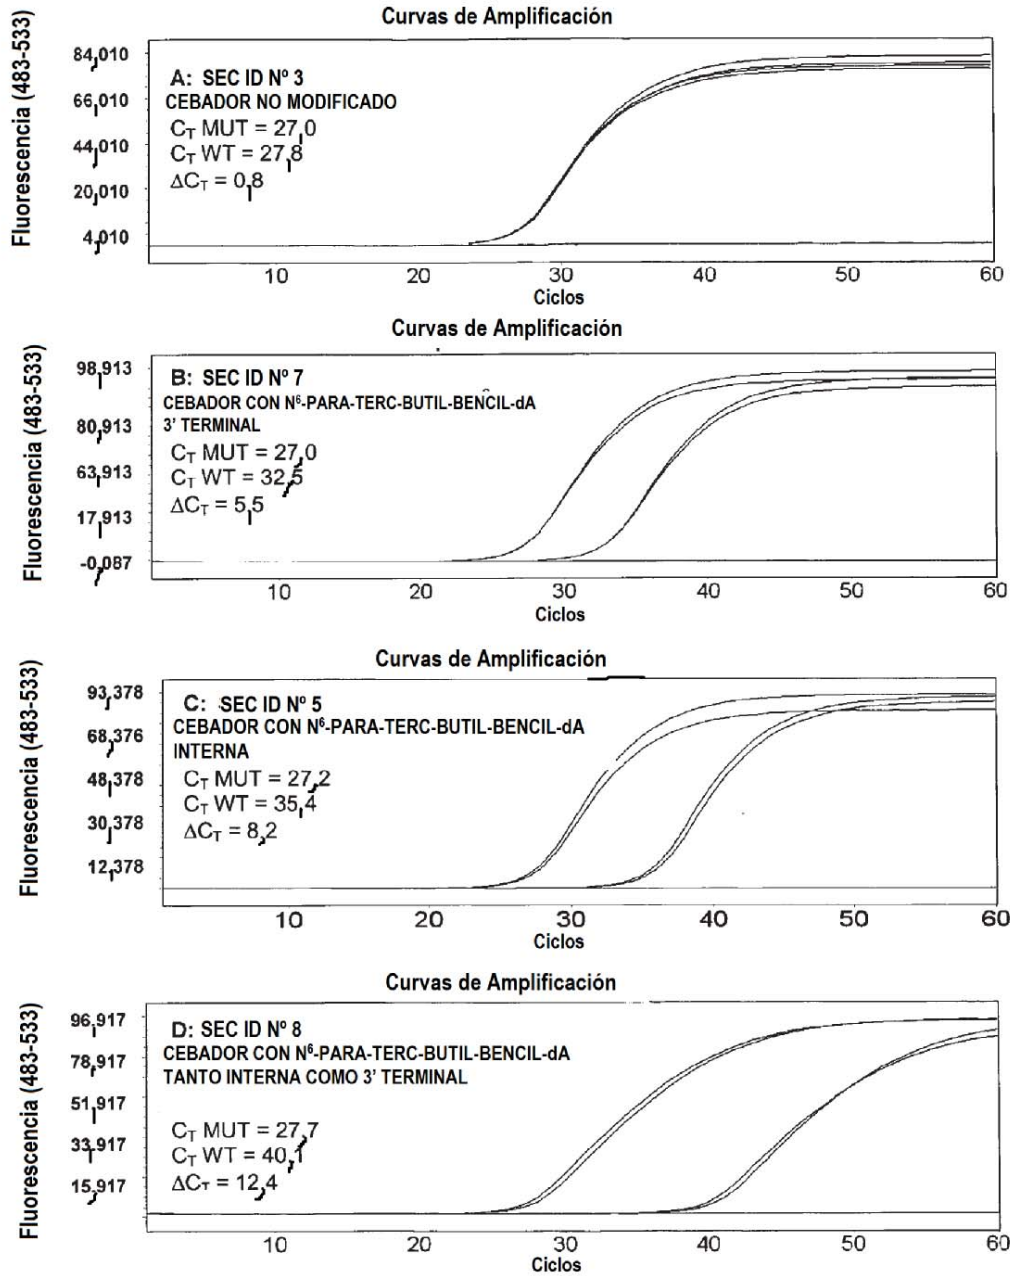 Curvas de Amplificación
Fluorescencia (483-533)
84,010
66,010
44,010
20,010
4,010
A: SEC ID Nº 3
CEBADOR NO MODIFICADO
CT MUT = 27,0
CT WT = 27,8
ΔCT = 0,8
10 20 30 40 50 60
Ciclos
Curvas de Amplificación
Fluorescencia (483-533)
98,913
80,913
63,913
17,913
-0,087
B: SEC ID Nº 7
CEBADOR CON N⁶-PARA-TERC-BUTIL-BENCIL-dA
3' TERMINAL
CT MUT = 27,0
CT WT = 32,5
ΔCT = 5,5
10 20 30 40 50 60
Ciclos
Curvas de Amplificación
Fluorescencia (483-533)
93,378
68,376
48,378
30,378
12,378
C: SEC ID Nº 5
CEBADOR CON N⁶-PARA-TERC-BUTIL-BENCIL-dA
INTERNA
CT MUT = 27,2
CT WT = 35,4
ΔCT = 8,2
10 20 30 40 50 60
Ciclos
Curvas de Amplificación
Fluorescencia (483-533)
96,917
78,917
51,917
33,917
15,917
D: SEC ID Nº 8
CEBADOR CON N⁶-PARA-TERC-BUTIL-BENCIL-dA
TANTO INTERNA COMO 3' TERMINAL
CT MUT = 27,7
CT WT = 40,1
ΔCT = 12,4
10 20 30 40 50 60
Ciclos